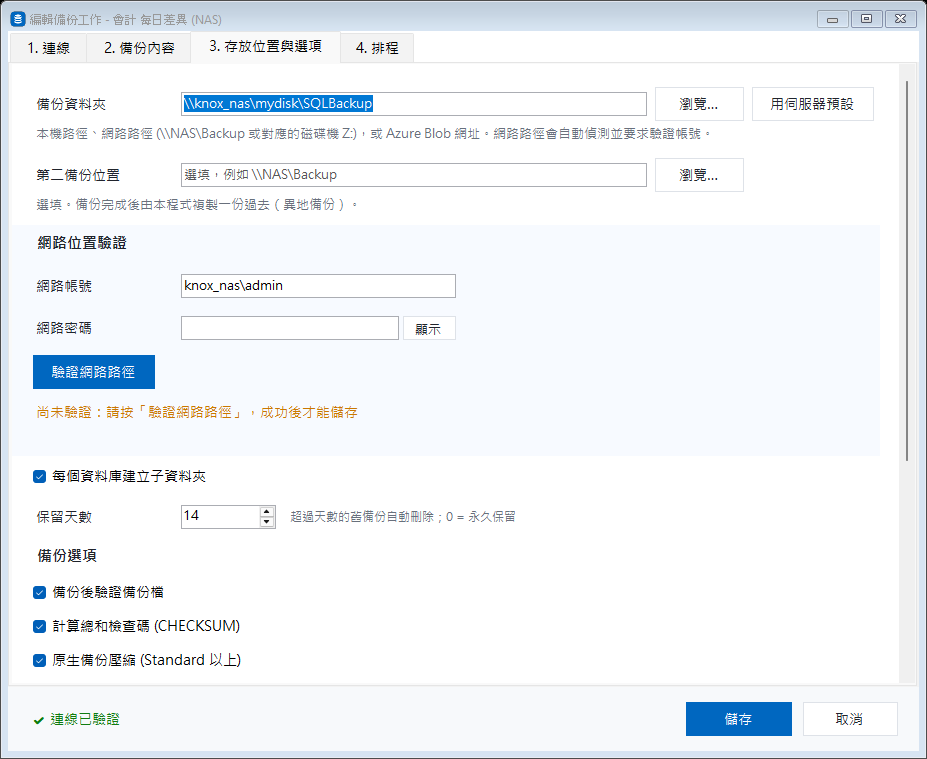 編輯備份工作 - 會計 每日差異 (NAS)
1. 連線
2. 備份內容
3. 存放位置與選項
4. 排程
備份資料夾
\\knox_nas\mydisk\SQLBackup
瀏覽...
用伺服器預設
本機路徑、網路路徑 (\\NAS\Backup 或對應的磁碟機 Z:)，或 Azure Blob 網址。網路路徑會自動偵測並要求驗證帳號。
第二備份位置
選填，例如 \\NAS\Backup
瀏覽...
選填。備份完成後由本程式複製一份過去（異地備份）。
網路位置驗證
網路帳號
knox_nas\admin
網路密碼
顯示
驗證網路路徑
尚未驗證：請按「驗證網路路徑」，成功後才能儲存
每個資料庫建立子資料夾
保留天數
14
超過天數的舊備份自動刪除；0 = 永久保留
備份選項
備份後驗證備份檔
計算總和檢查碼 (CHECKSUM)
原生備份壓縮 (Standard 以上)
連線已驗證
儲存
取消